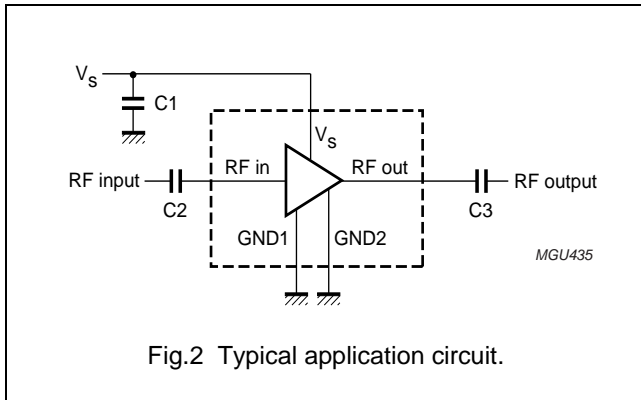 Vs
C1
Vs
RF in
RF out
RF input
RF output
C2
C3
GND1
GND2
MGU435
Fig.2 Typical application circuit.